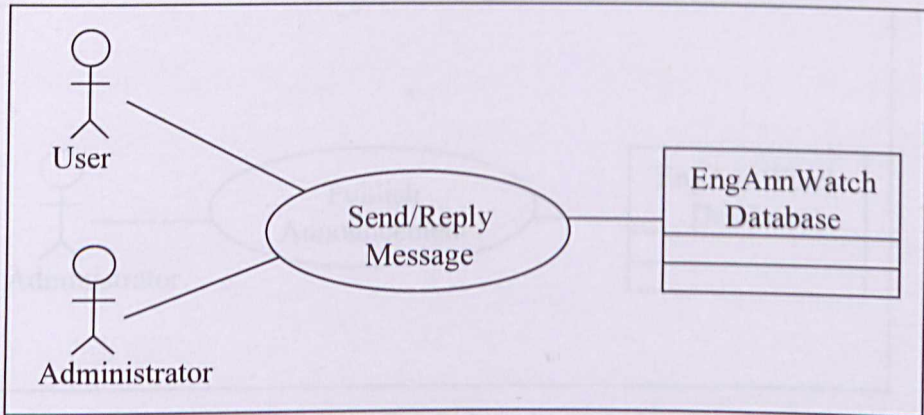 User
Send/Reply
Message
EngAnnWatch
Database
Administrator